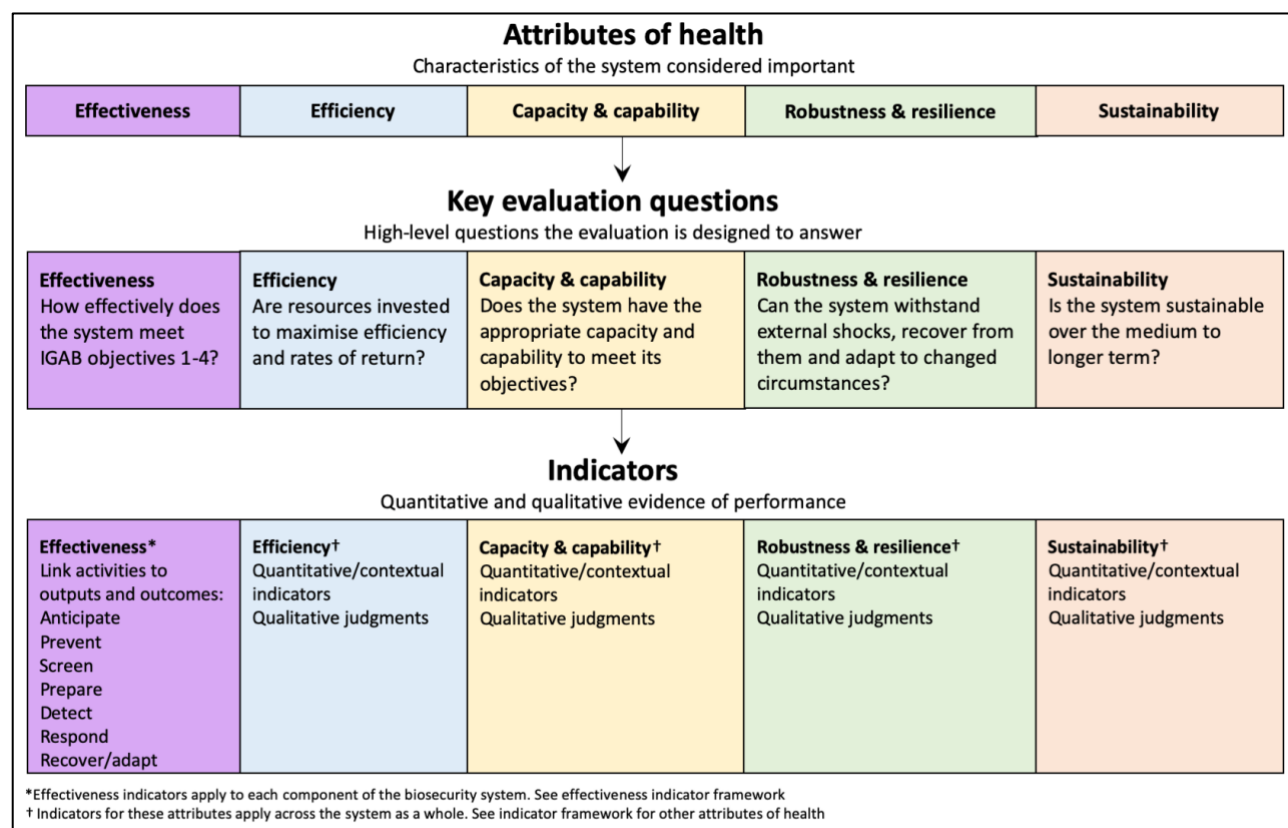 Attributes of health
Characteristics of the system considered important
Effectiveness
Efficiency
Capacity & capability
Robustness & resilience
Sustainability
Key evaluation questions
High-level questions the evaluation is designed to answer
Effectiveness
How effectively does
the system meet
IGAB objectives 1-4?
Efficiency
Are resources invested
to maximise efficiency
and rates of return?
Capacity & capability
Does the system have the
appropriate capacity and
capability to meet its
objectives?
Robustness & resilience
Can the system withstand
external shocks, recover from
them and adapt to changed
circumstances?
Sustainability
Is the system sustainable
over the medium to
longer term?
Indicators
Quantitative and qualitative evidence of performance
Effectiveness*
Link activities to
outputs and outcomes:
Anticipate
Prevent
Screen
Prepare
Detect
Respond
Recover/adapt
Efficiency†
Quantitative/contextual
indicators
Qualitative judgments
Capacity & capability†
Quantitative/contextual
indicators
Qualitative judgments
Robustness & resilience†
Quantitative/contextual
indicators
Qualitative judgments
Sustainability†
Quantitative/contextual
indicators
Qualitative judgments
*Effectiveness indicators apply to each component of the biosecurity system. See effectiveness indicator framework
† Indicators for these attributes apply across the system as a whole. See indicator framework for other attributes of health